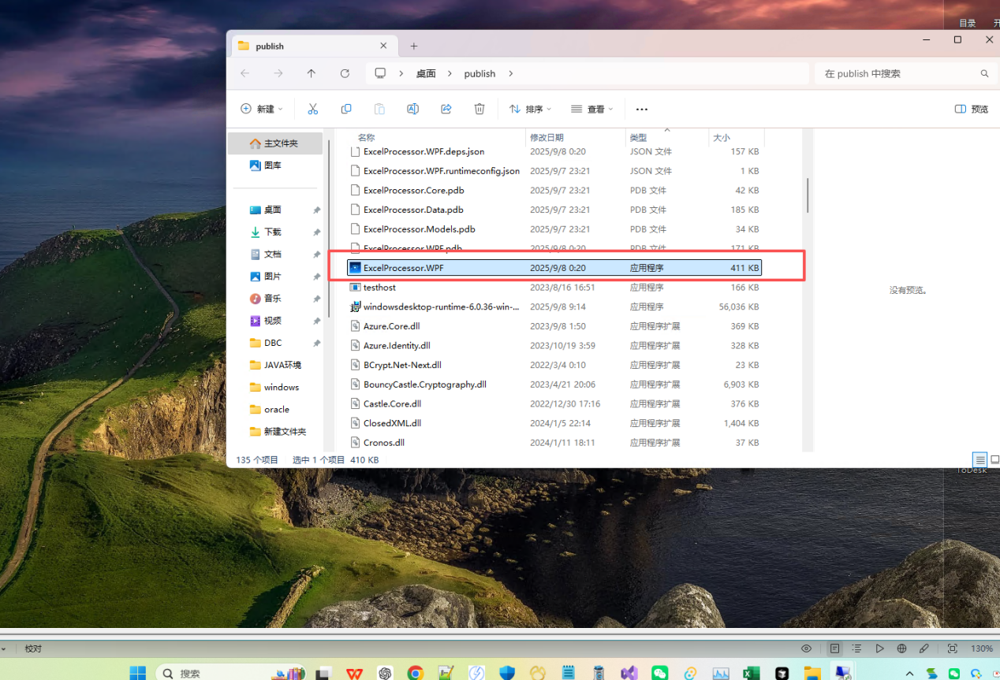 目录 开
publish
桌面 publish
在 publish 中搜索
新建 排序 查看 预览
主文件夹
图库
桌面
下载
文档
图片
音乐
视频
DBC
JAVA环境
windows
oracle
新建文件夹
名称 修改日期 类型 大小
ExcelProcessor.WPF.deps.json 2025/9/8 0:20 JSON 文件 157 KB
ExcelProcessor.WPF.runtimeconfig.json 2025/9/7 23:21 JSON 文件 1 KB
ExcelProcessor.Core.pdb 2025/9/7 23:21 PDB 文件 42 KB
ExcelProcessor.Data.pdb 2025/9/7 23:21 PDB 文件 185 KB
ExcelProcessor.Models.pdb 2025/9/7 23:21 PDB 文件 34 KB
ExcelProcessor.WPF.pdb 2025/9/8 0:20 PDB 文件 171 KB
ExcelProcessor.WPF 2025/9/8 0:20 应用程序 411 KB
testhost 2023/8/16 16:51 应用程序 166 KB
windowsdesktop-runtime-6.0.36-win-... 2025/9/8 9:14 应用程序 56,036 KB
Azure.Core.dll 2023/9/8 1:50 应用程序扩展 369 KB
Azure.Identity.dll 2023/10/19 3:59 应用程序扩展 328 KB
BCrypt.Net-Next.dll 2022/3/4 0:10 应用程序扩展 23 KB
BouncyCastle.Cryptography.dll 2023/4/21 20:06 应用程序扩展 6,903 KB
Castle.Core.dll 2022/12/30 17:16 应用程序扩展 376 KB
ClosedXML.dll 2024/1/5 22:14 应用程序扩展 1,404 KB
Cronos.dll 2024/1/11 18:11 应用程序扩展 37 KB
没有预览。
135 个项目 选中 1 个项目 410 KB
ToDesk
校对 130%
搜索